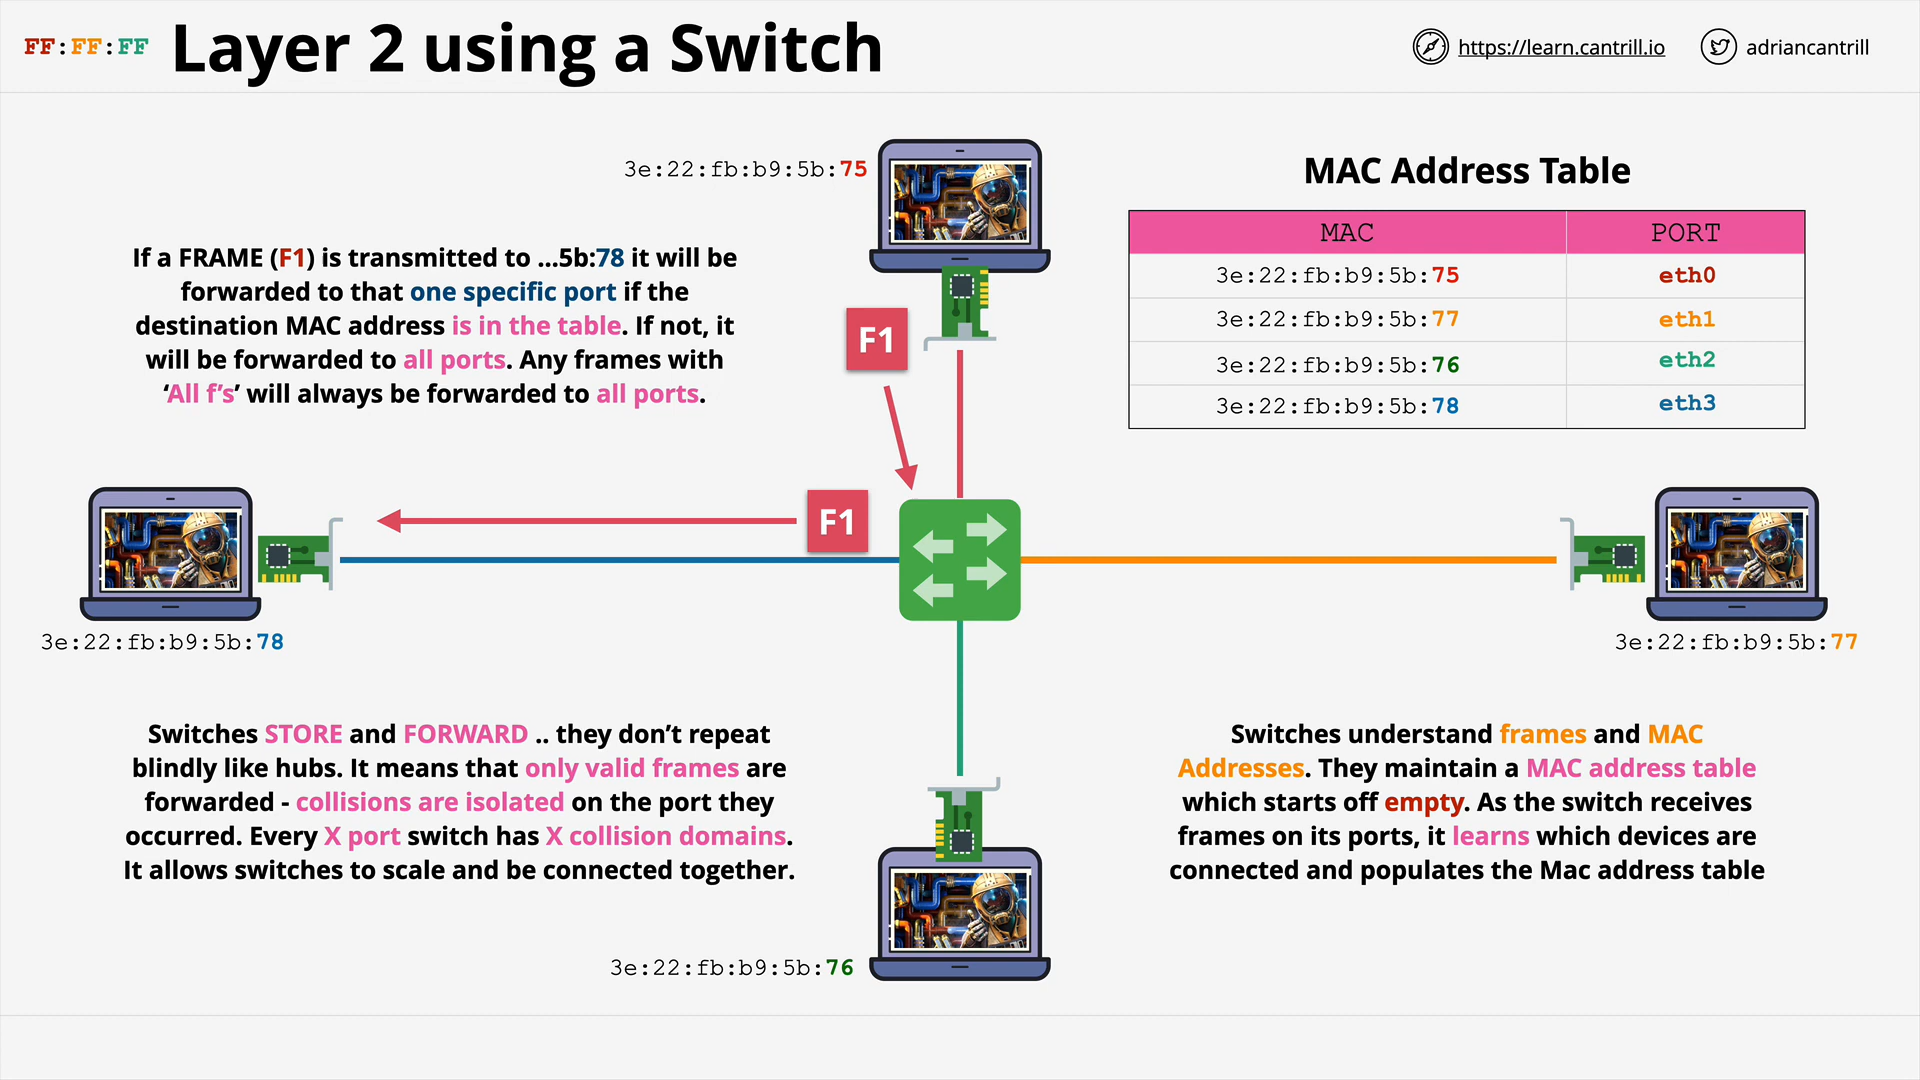 FF:FF:FF
Layer 2 using a Switch
https://learn.cantrill.io
adriancantrill
3e:22:fb:b9:5b:75
If a FRAME (F1) is transmitted to ...5b:78 it will be
forwarded to that one specific port if the
destination MAC address is in the table. If not, it
will be forwarded to all ports. Any frames with
‘All f’s’ will always be forwarded to all ports.
MAC Address Table
MAC PORT
3e:22:fb:b9:5b:75 eth0
3e:22:fb:b9:5b:77 eth1
3e:22:fb:b9:5b:76 eth2
3e:22:fb:b9:5b:78 eth3
F1
F1
3e:22:fb:b9:5b:78
3e:22:fb:b9:5b:77
Switches STORE and FORWARD .. they don’t repeat
blindly like hubs. It means that only valid frames are
forwarded - collisions are isolated on the port they
occurred. Every X port switch has X collision domains.
It allows switches to scale and be connected together.
Switches understand frames and MAC
Addresses. They maintain a MAC address table
which starts off empty. As the switch receives
frames on its ports, it learns which devices are
connected and populates the Mac address table
3e:22:fb:b9:5b:76